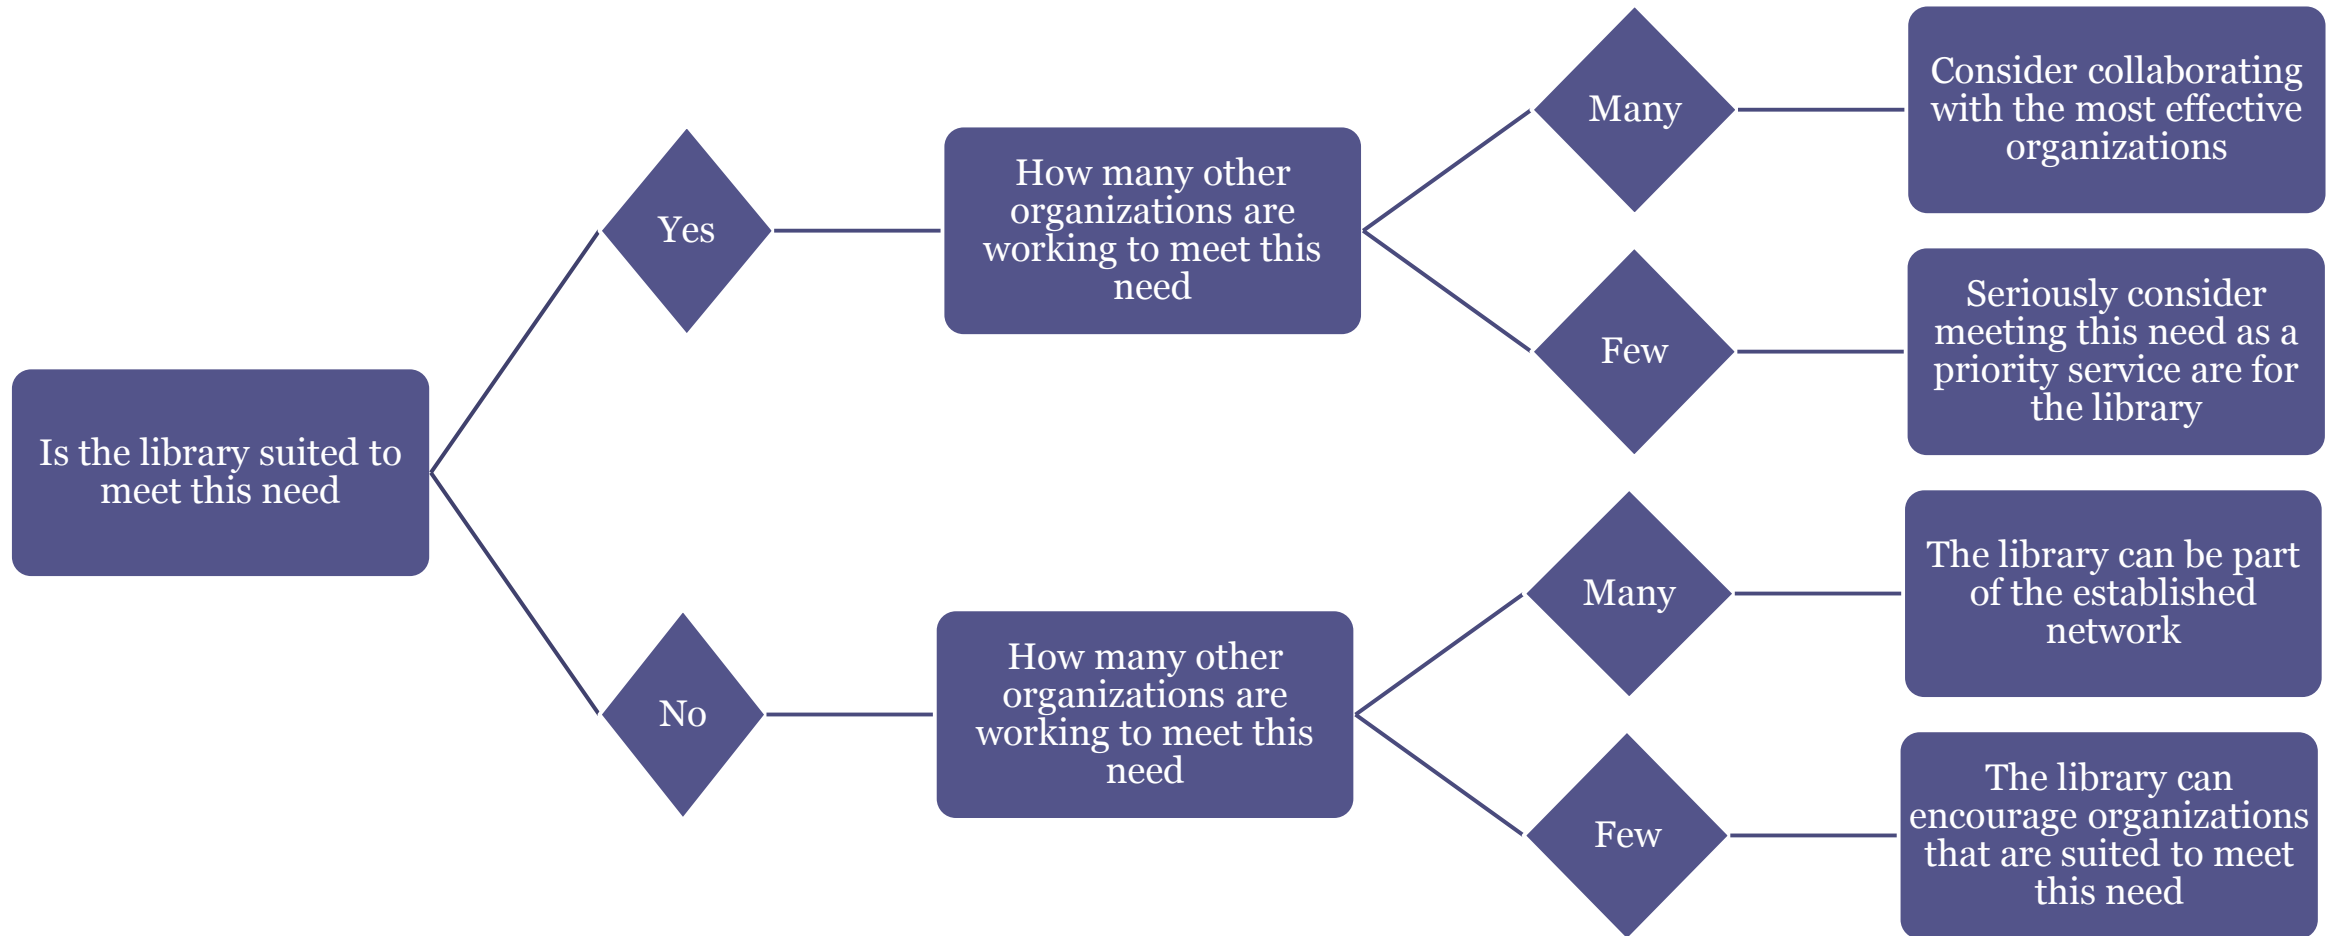 Is the library suited to
meet this need
Yes
How many other
organizations are
working to meet this
need
Many
Consider collaborating
with the most effective
organizations
Few
Seriously consider
meeting this need as a
priority service are for
the library
No
How many other
organizations are
working to meet this
need
Many
The library can be part
of the established
network
Few
The library can
encourage organizations
that are suited to meet
this need